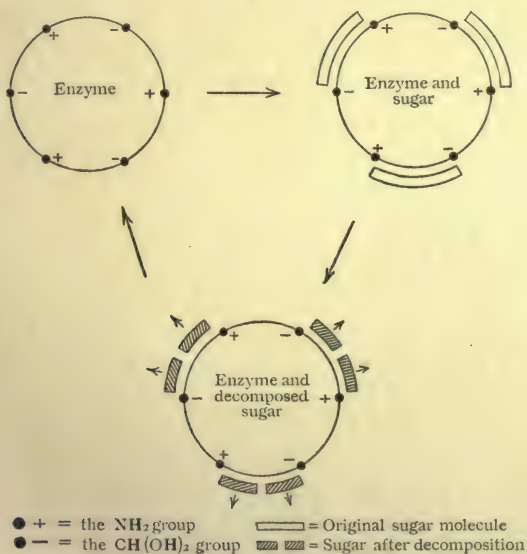 + - - + + -
Enzyme
+ - - + + -
Enzyme and
sugar
+ - - + + -
Enzyme and
decomposed
sugar
● + = the NH₂ group
= Original sugar molecule
● — = the CH(OH)₂ group
= Sugar after decomposition